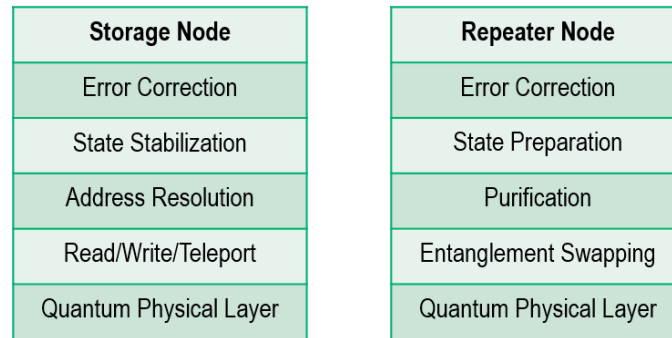 Storage Node
Error Correction
State Stabilization
Address Resolution
Read/Write/Teleport
Quantum Physical Layer
Repeater Node
Error Correction
State Preparation
Purification
Entanglement Swapping
Quantum Physical Layer